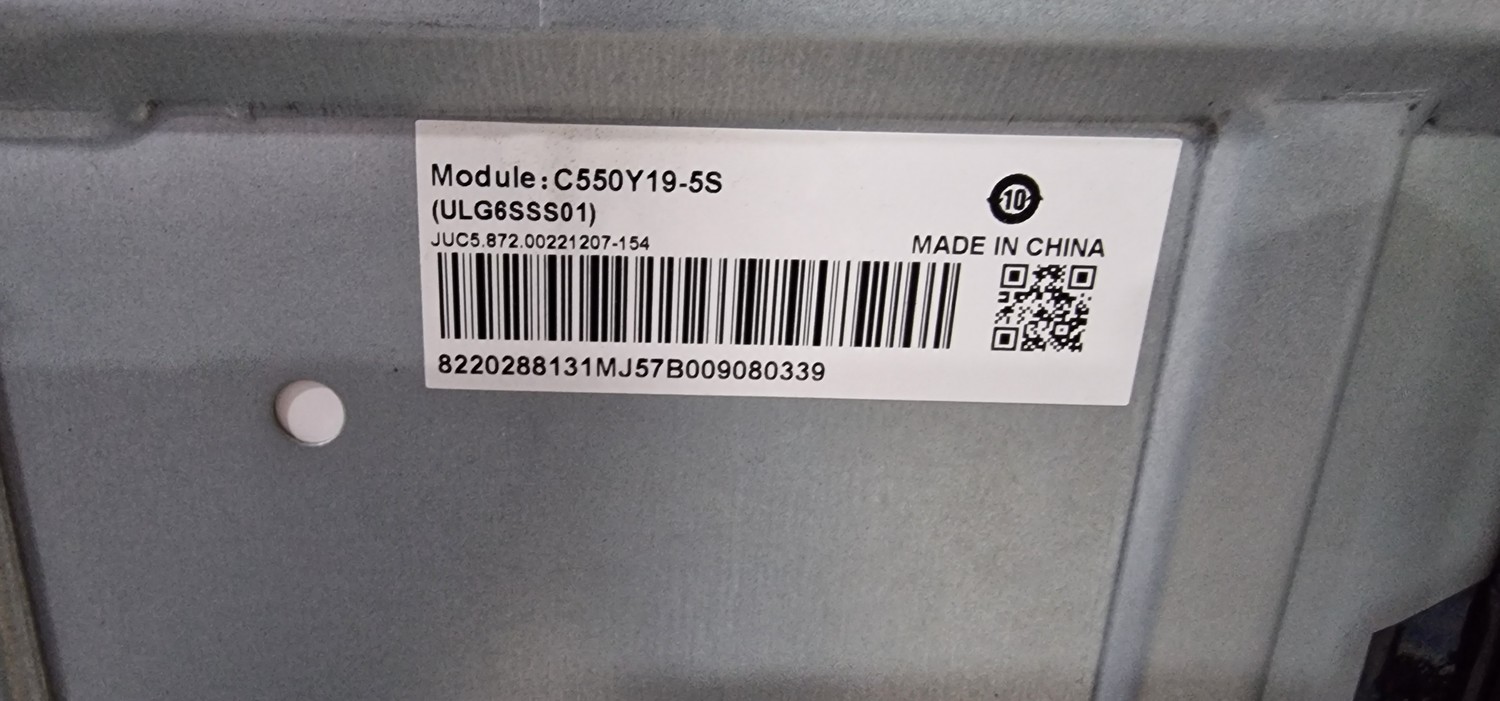 Module:C550Y19-5S
(ULG6SSS01)
JUC5.872.00221207-154
10
MADE IN CHINA
8220288131MJ57B009080339